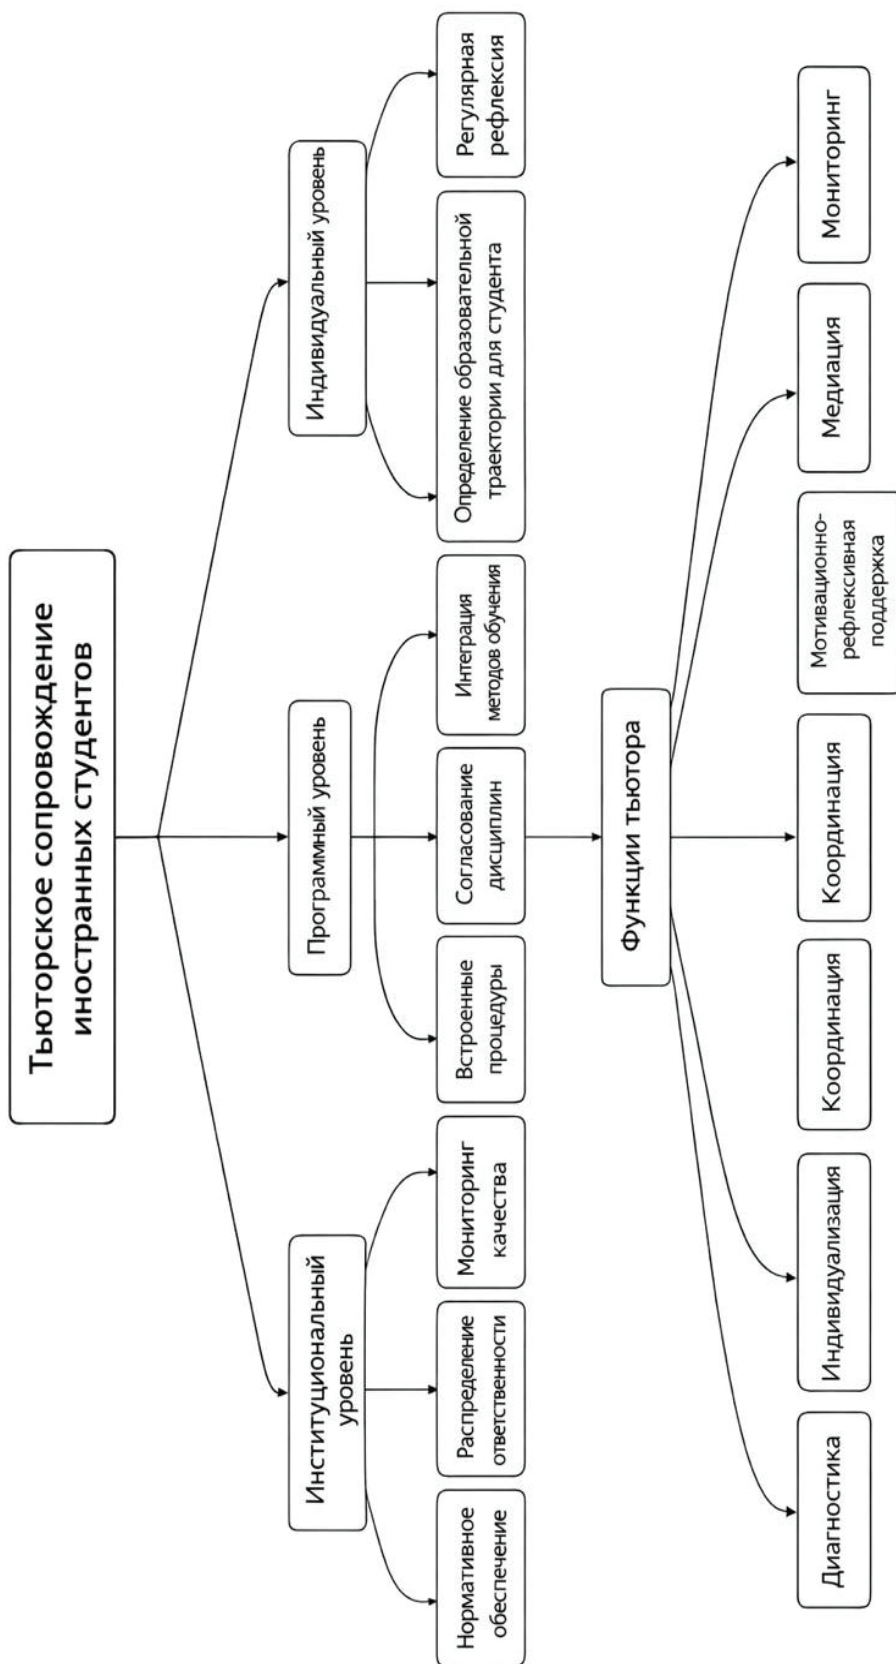 Тьюторское сопровождение
иностранных студентов
Институциональный
уровень
Программный уровень
Индивидуальный уровень
Нормативное
обеспечение
Распределение
ответственности
Мониторинг
качества
Встроенные
процедуры
Согласование
дисциплин
Интеграция
методов обучения
Определение образовательной
траектории для студента
Регулярная
рефлексия
Функции тьютора
Диагностика
Индивидуализация
Координация
Координация
Мотивационно-
рефлексивная
поддержка
Медиация
Мониторинг